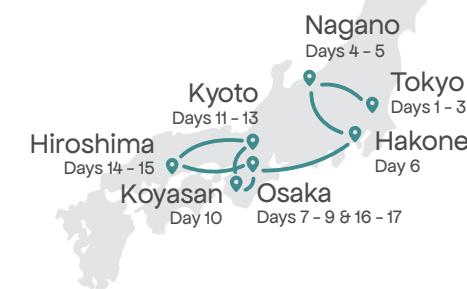 Nagano
Days 4 – 5
Tokyo
Days 1 – 3
Kyoto
Days 11 – 13
Hakone
Day 6
Hiroshima
Days 14 – 15
Koyasan
Day 10
Osaka
Days 7 – 9 & 16 – 17